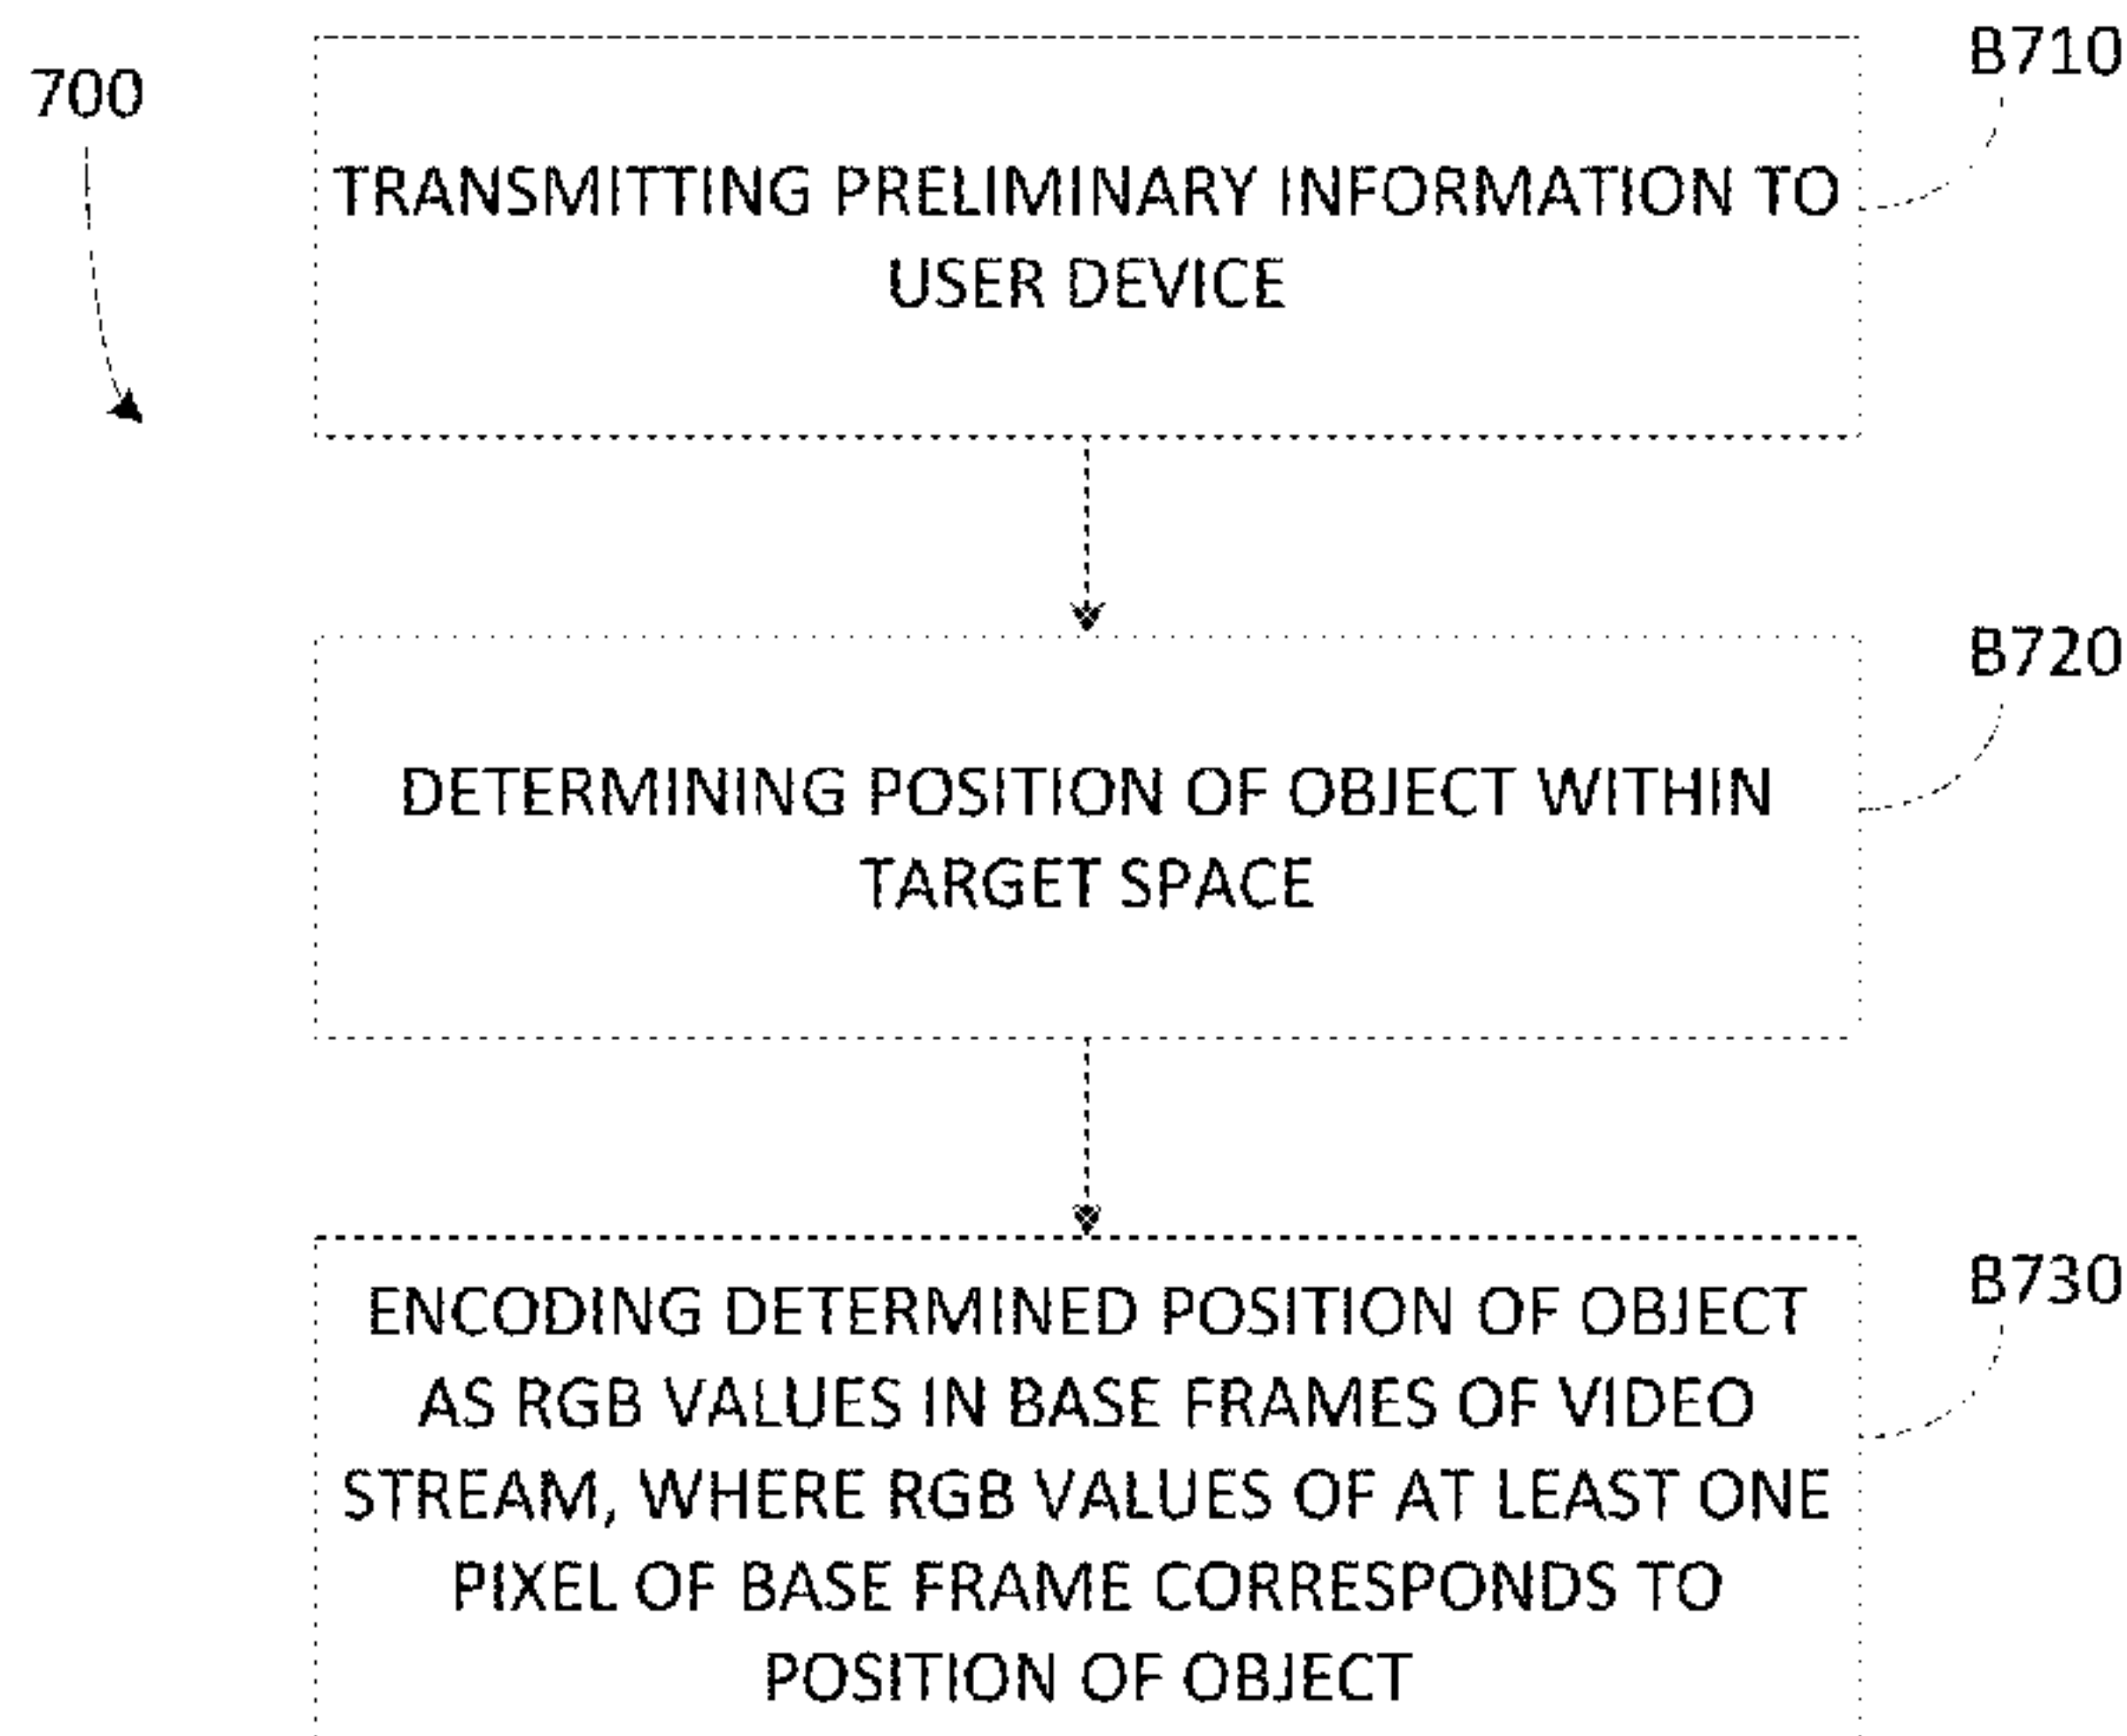 700
B710
TRANSMITTING PRELIMINARY INFORMATION TO
USER DEVICE
B720
DETERMINING POSITION OF OBJECT WITHIN
TARGET SPACE
B730
ENCODING DETERMINED POSITION OF OBJECT
AS RGB VALUES IN BASE FRAMES OF VIDEO
STREAM, WHERE RGB VALUES OF AT LEAST ONE
PIXEL OF BASE FRAME CORRESPONDS TO
POSITION OF OBJECT